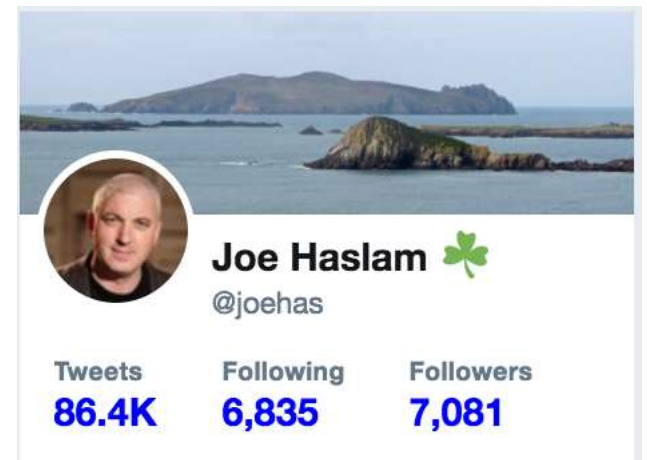 Joe Haslam ☘️
@joehas
Tweets Following Followers
86.4K 6,835 7,081